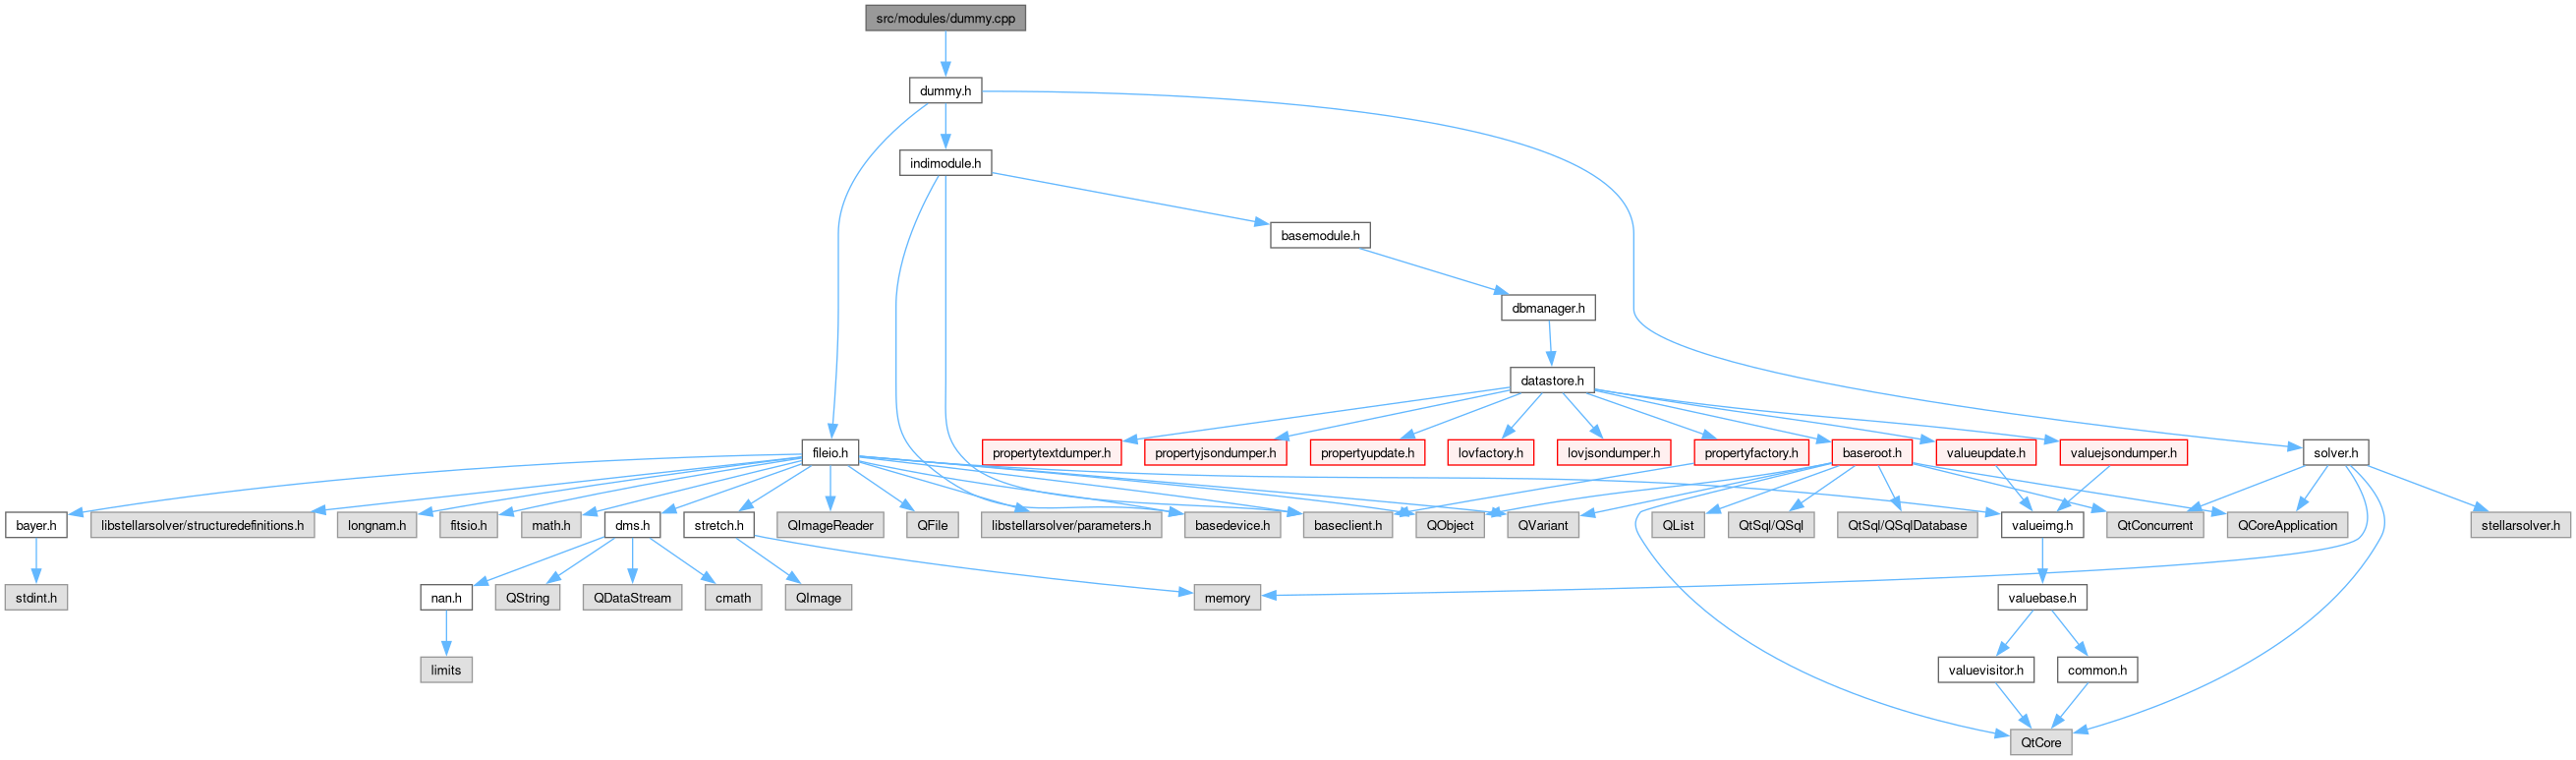 src/modules/dummy.cpp
dummy.h
indimodule.h
basemodule.h
dbmanager.h
datastore.h
fileio.h
propertytextdumper.h
propertyjsondumper.h
propertyupdate.h
lovfactory.h
lovjsondumper.h
propertyfactory.h
baseroot.h
valueupdate.h
valuejsondumper.h
solver.h
bayer.h
libstellarsolver/structuredefinitions.h
longnam.h
fitsio.h
math.h
dms.h
stretch.h
QImageReader
QFile
libstellarsolver/parameters.h
basedevice.h
baseclient.h
QObject
QVariant
QList
QtSql/QSql
QtSql/QSqlDatabase
valueimg.h
QtConcurrent
QCoreApplication
stellarsolver.h
stdint.h
nan.h
QString
QDataStream
cmath
QImage
memory
valuebase.h
limits
valuevisitor.h
common.h
QtCore